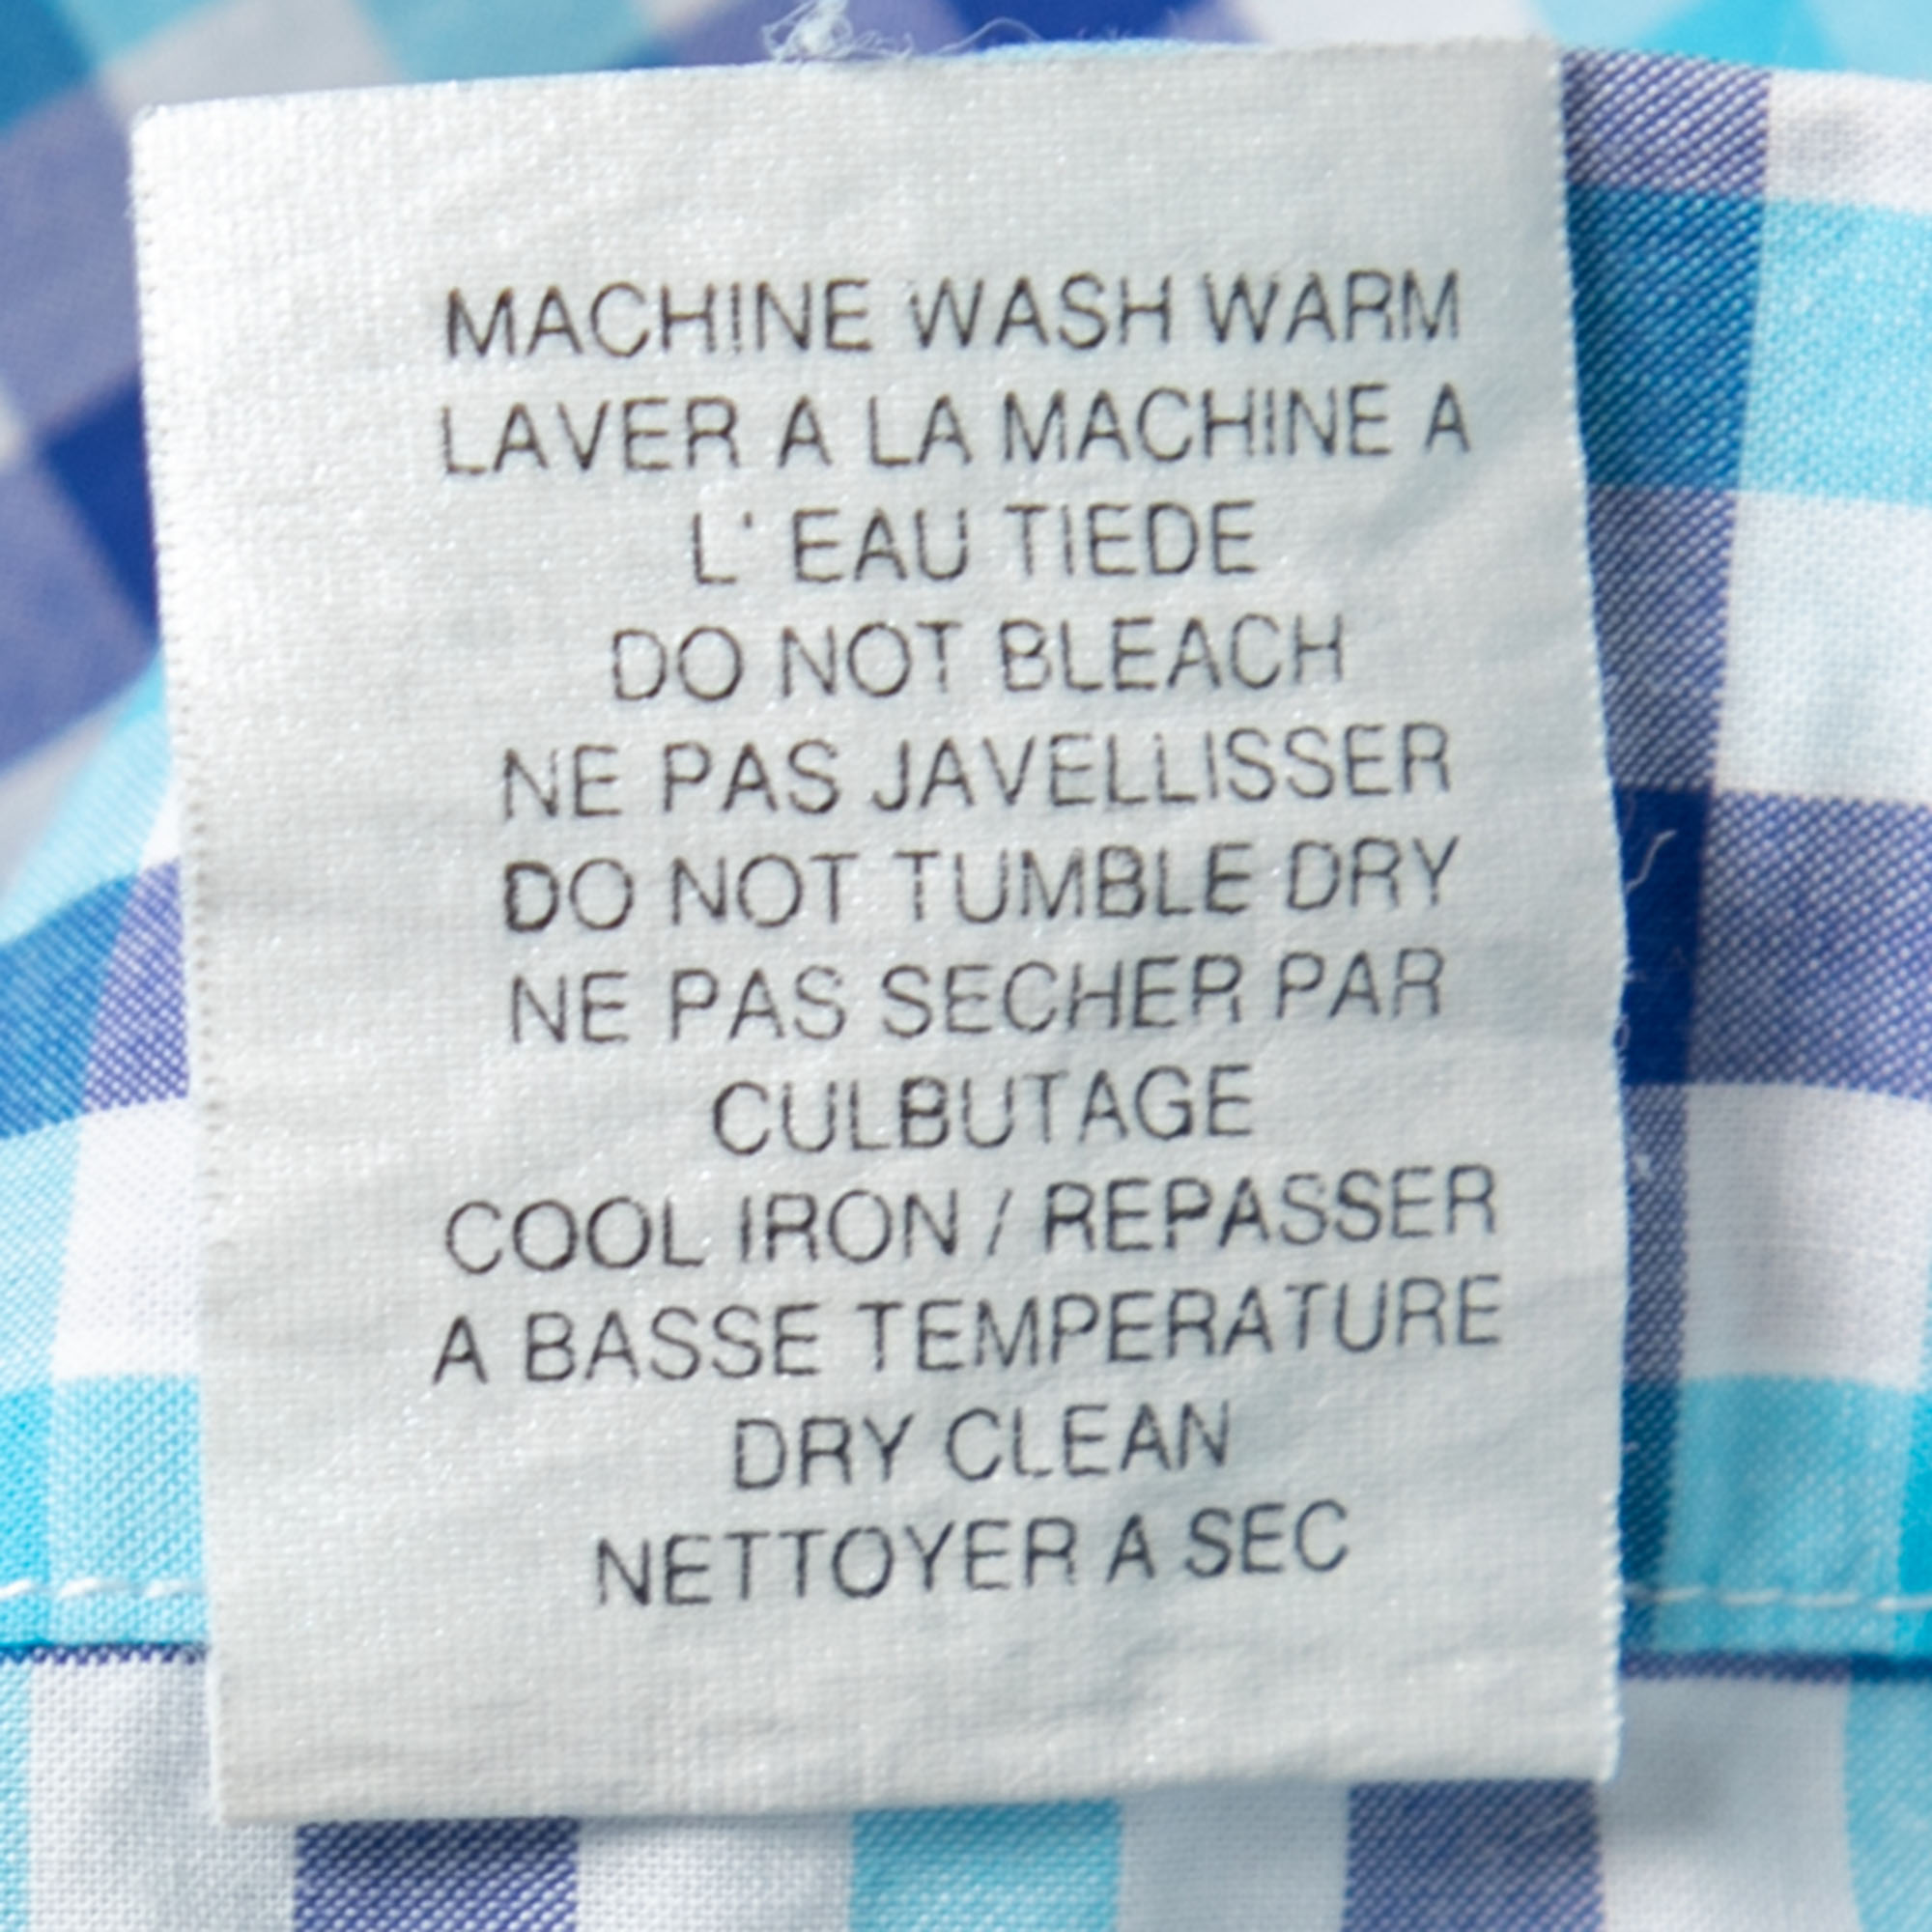 MACHINE WASH WARM
LAVER A LA MACHINE A
L' EAU TIEDE
DO NOT BLEACH
NE PAS JAVELLISSER
DO NOT TUMBLE DRY
NE PAS SECHER PAR
CULBUTAGE
COOL IRON / REPASSER
A BASSE TEMPERATURE
DRY CLEAN
NETTOYER A SEC